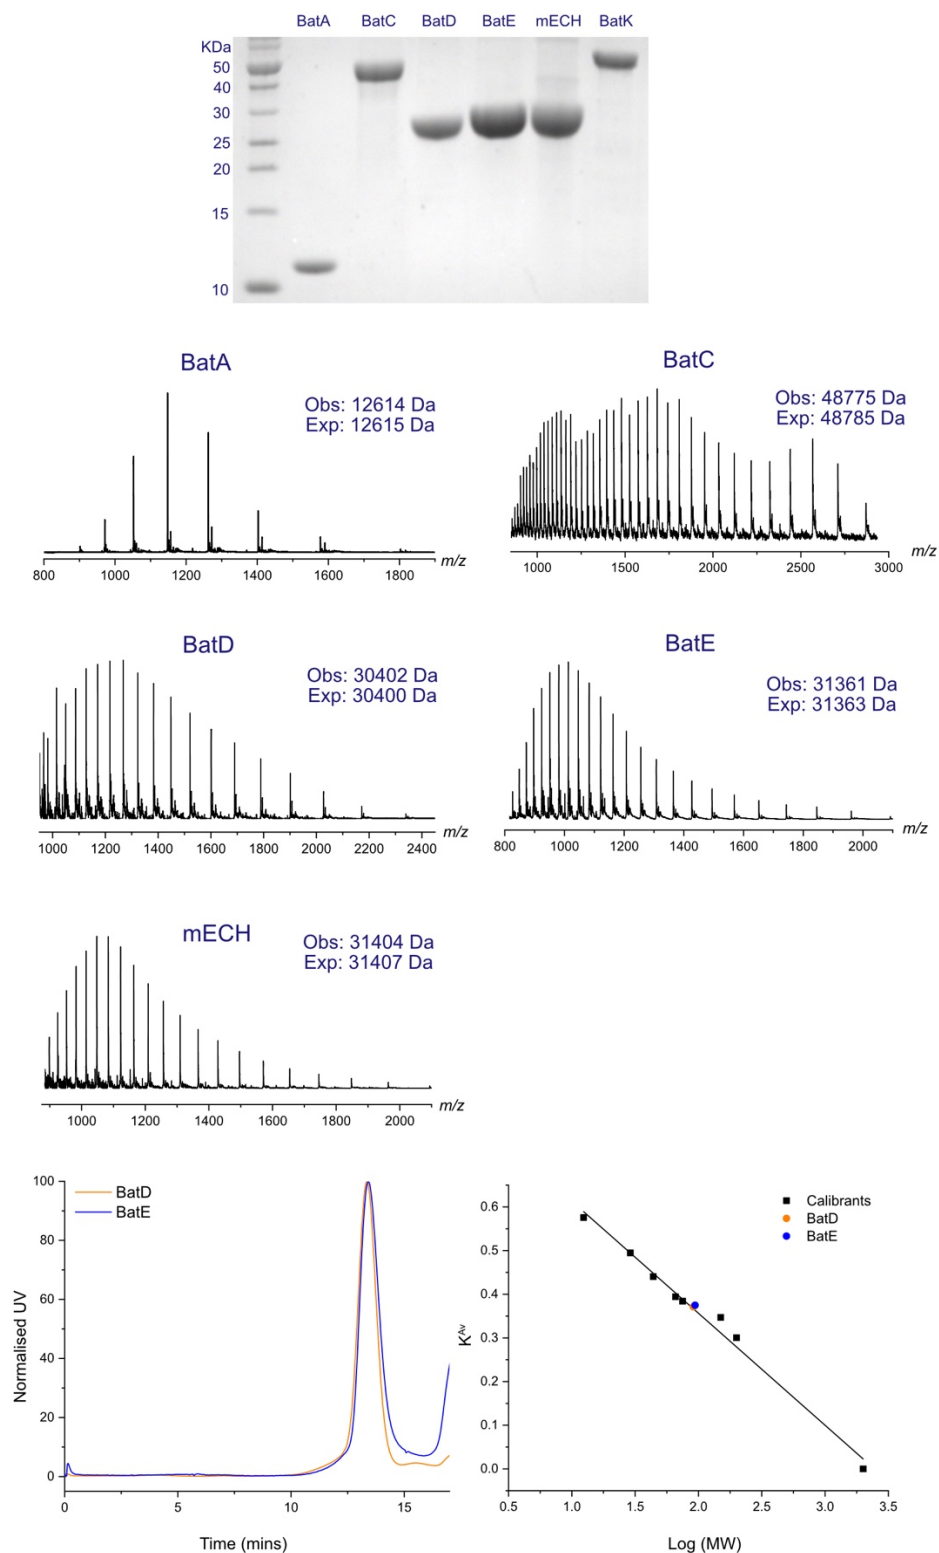 BatA BatC BatD BatE mECH BatK
KDa
50
40
30
25
20
15
10
BatA
Obs: 12614 Da
Exp: 12615 Da
800 1000 1200 1400 1600 1800 m/z
BatC
Obs: 48775 Da
Exp: 48785 Da
1000 1500 2000 2500 3000 m/z
BatD
Obs: 30402 Da
Exp: 30400 Da
1000 1200 1400 1600 1800 2000 2200 2400 m/z
BatE
Obs: 31361 Da
Exp: 31363 Da
800 1000 1200 1400 1600 1800 2000 m/z
mECH
Obs: 31404 Da
Exp: 31407 Da
1000 1200 1400 1600 1800 2000 m/z
BatD
BatE
Normalised UV
100
80
60
40
20
0
0 5 10 15
Time (mins)
Calibrants
BatD
BatE
K^Av
0.6
0.5
0.4
0.3
0.2
0.1
0.0
0.5 1.0 1.5 2.0 2.5 3.0 3.5
Log (MW)